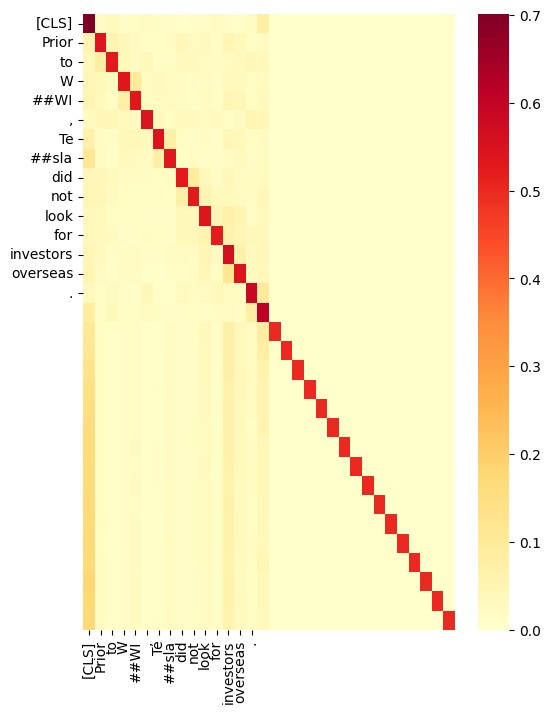 [CLS]
Prior
to
W
##WI
,
Te
##sla
did
not
look
for
investors
overseas
.
0.7
0.6
0.5
0.4
0.3
0.2
0.1
0.0
[CLS]
Prior
to
W
##WI
,
Te
##sla
did
not
look
for
investors
overseas
.